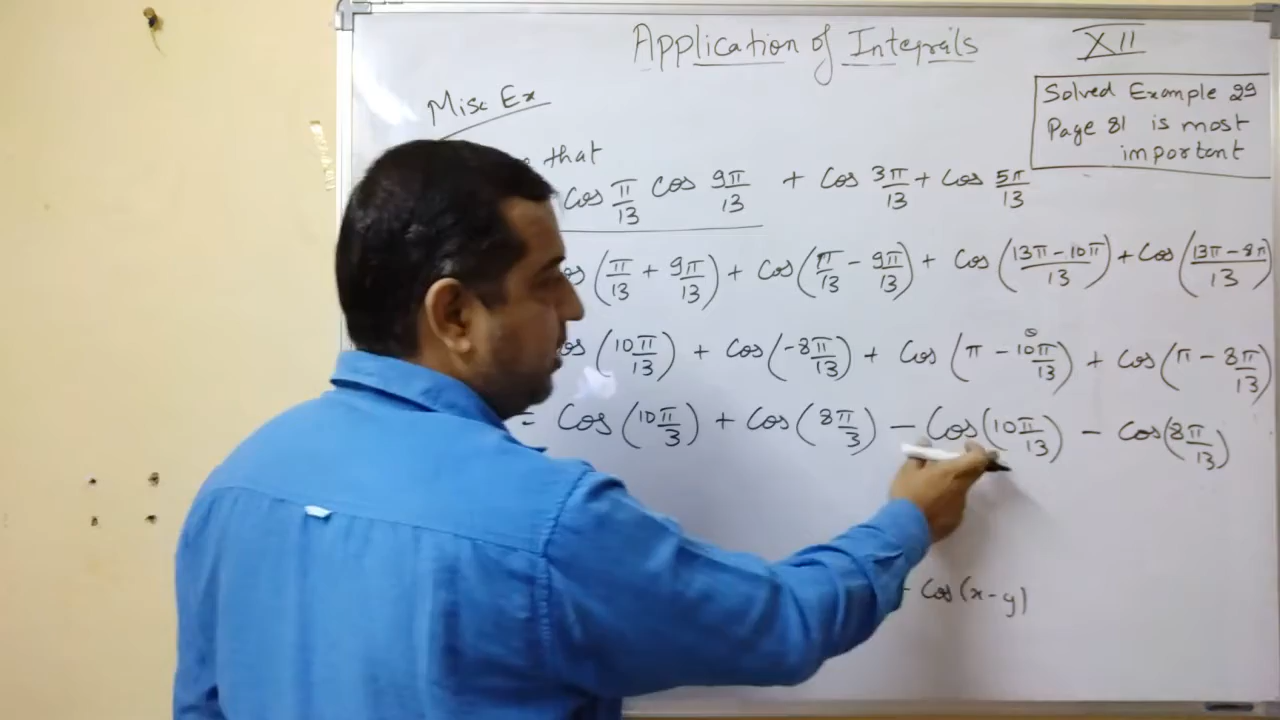 Application of Integrals
XII
Solved Example 29
Page 81 is most
important
Misc Ex
that
Cos π/13 cos 9π/13 + Cos 3π/13 + Cos 5π/13
os (π/13 + 9π/13) + Cos (π/13 - 9π/13) + Cos (13π - 10π/13) + Cos (13π - 8π/13)
os (10π/13) + Cos (-8π/13) + Cos (π - 10π/13) + Cos (π - 8π/13)
= Cos (10π/3) + Cos (8π/3) - Cos (10π/13) - Cos (8π/13)
Cos (x-y)